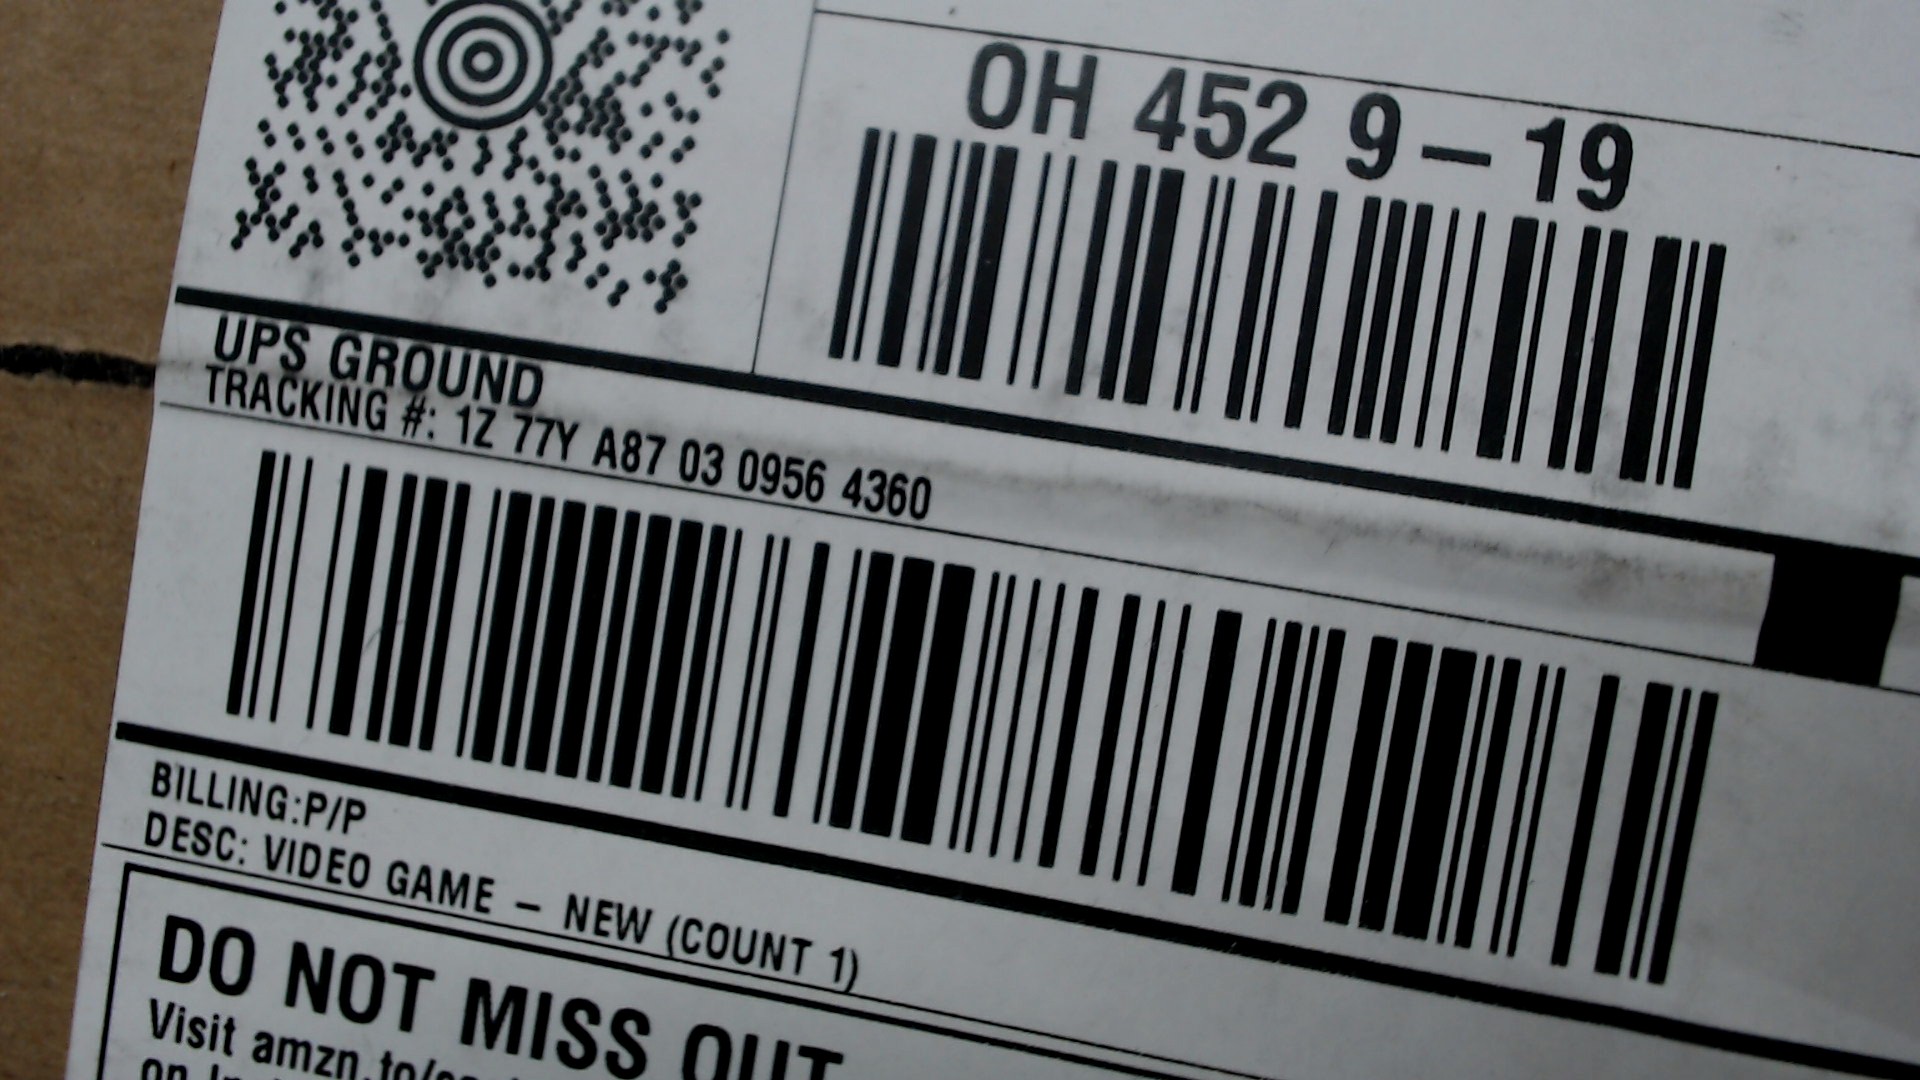 OH 452 9-19
UPS GROUND
TRACKING #: 1Z 77Y A87 03 0956 4360
BILLING:P/P
DESC: VIDEO GAME - NEW (COUNT 1)
DO NOT MISS OUT
Visit